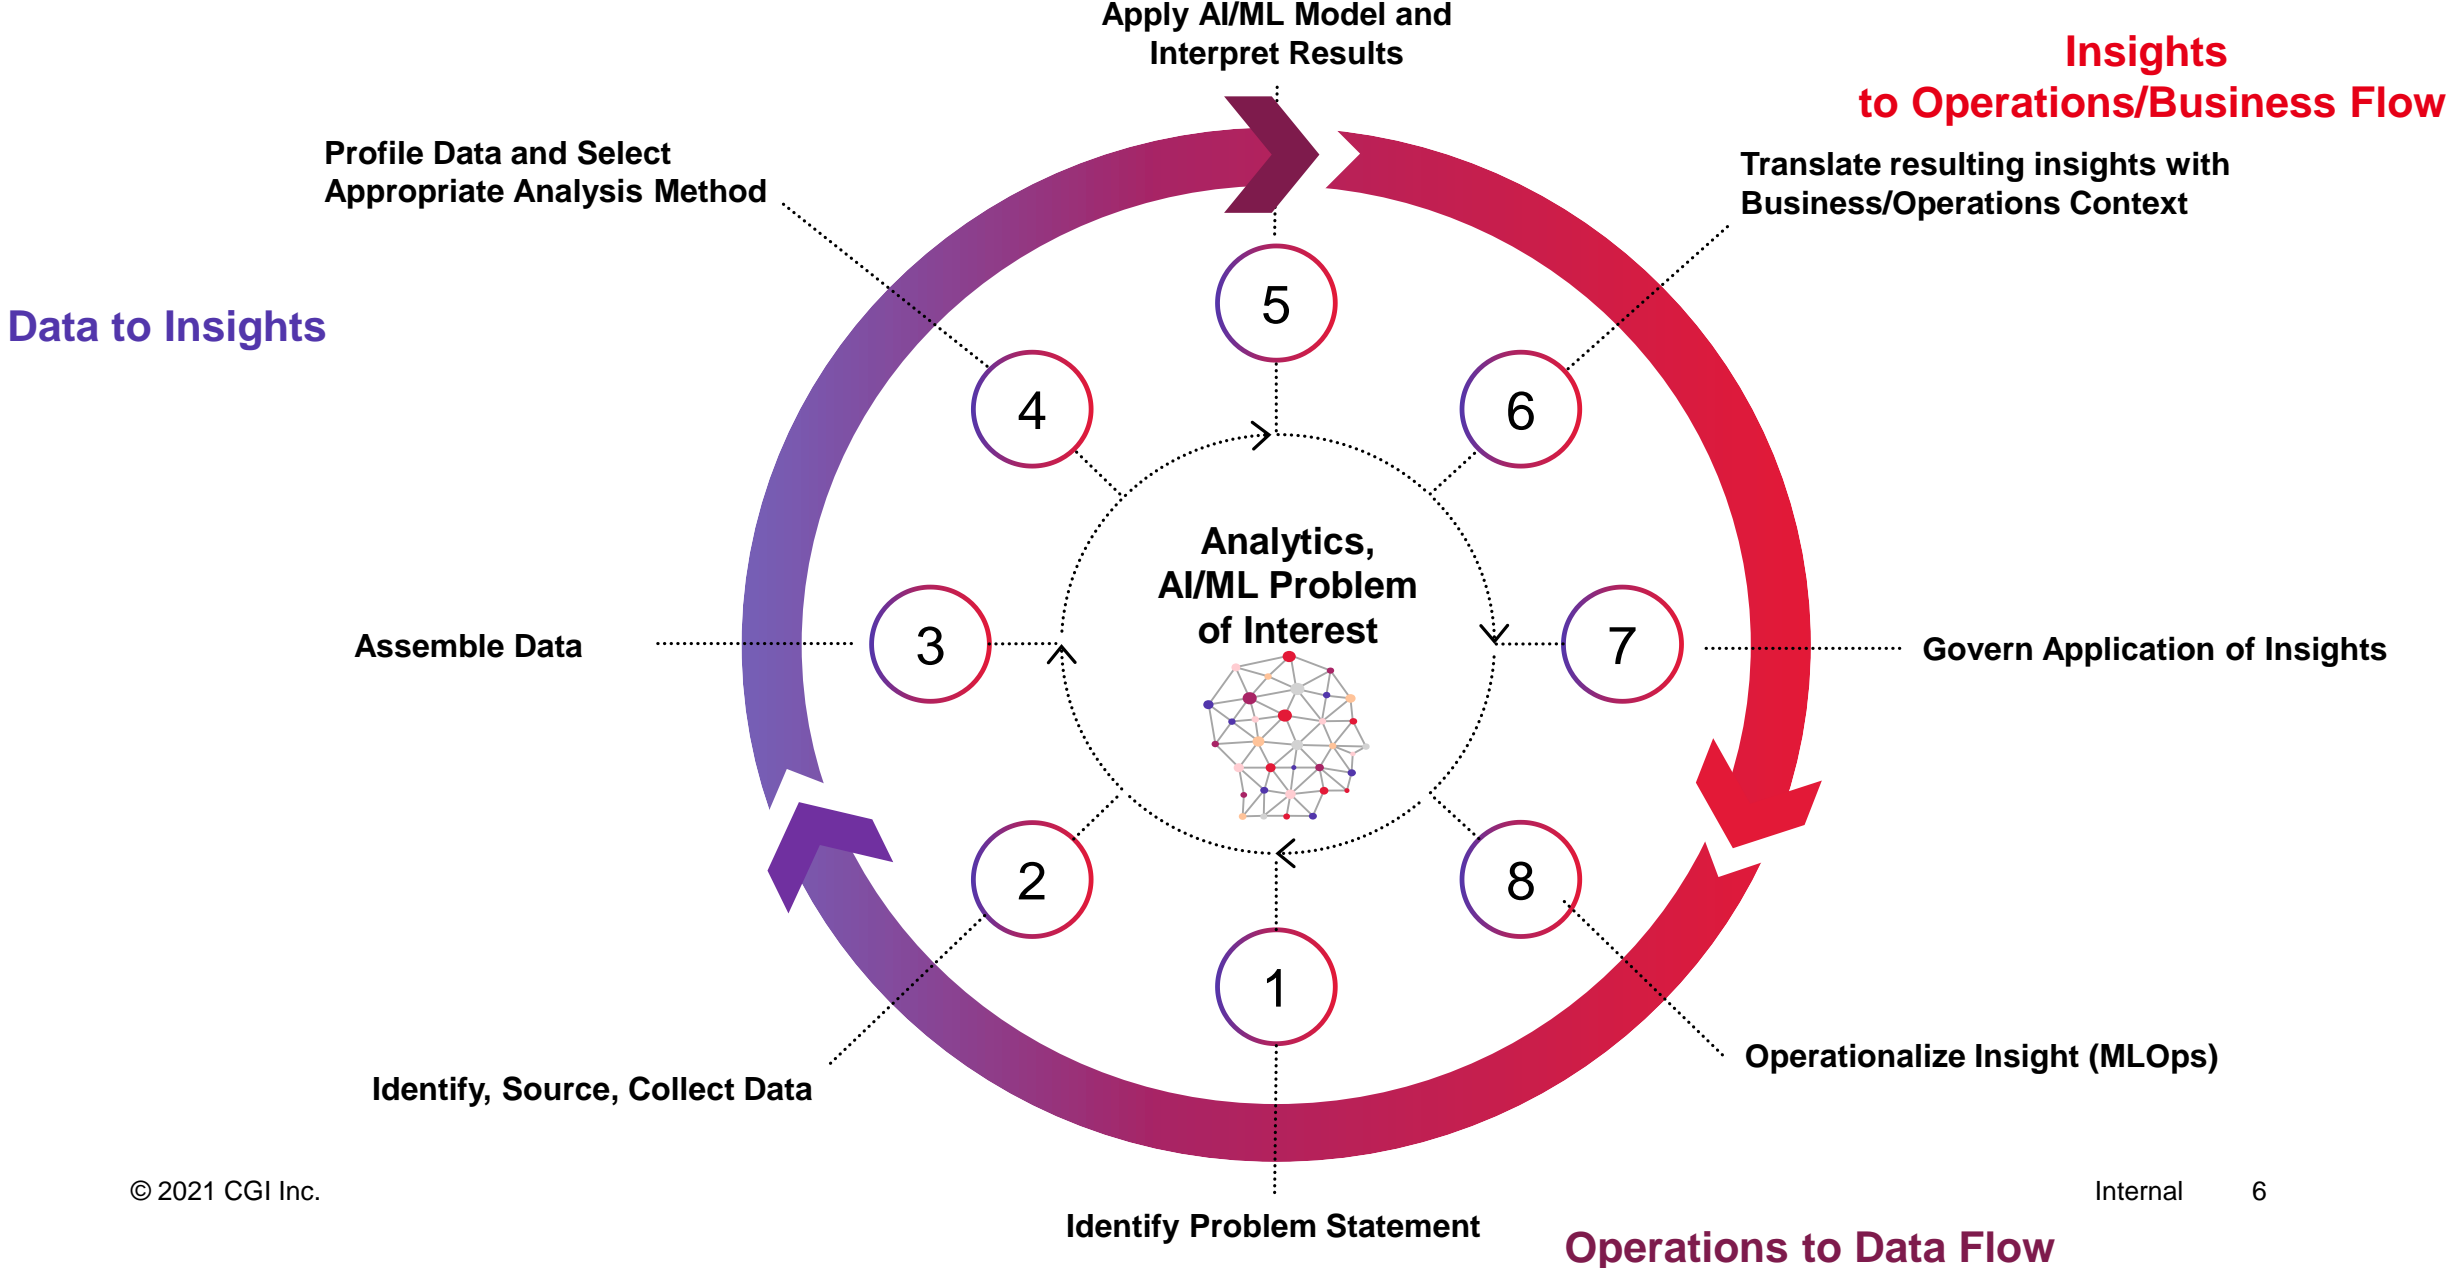 Apply AI/ML Model and
Interpret Results
Insights
to Operations/Business Flow
Profile Data and Select
Appropriate Analysis Method
Translate resulting insights with
Business/Operations Context
5
Data to Insights
4
6
Analytics,
AI/ML Problem
of Interest
Assemble Data
3
7
Govern Application of Insights
2
8
1
Identify, Source, Collect Data
Operationalize Insight (MLOps)
© 2021 CGI Inc.
Internal 6
Identify Problem Statement
Operations to Data Flow